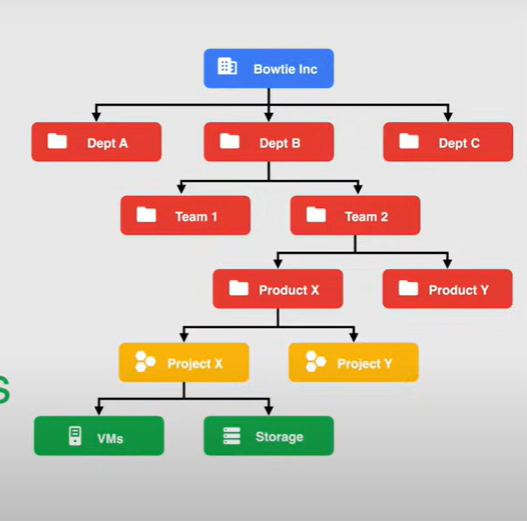 Bowtie Inc
Dept A
Dept B
Dept C
Team 1
Team 2
Product X
Product Y
Project X
Project Y
s
VMs
Storage